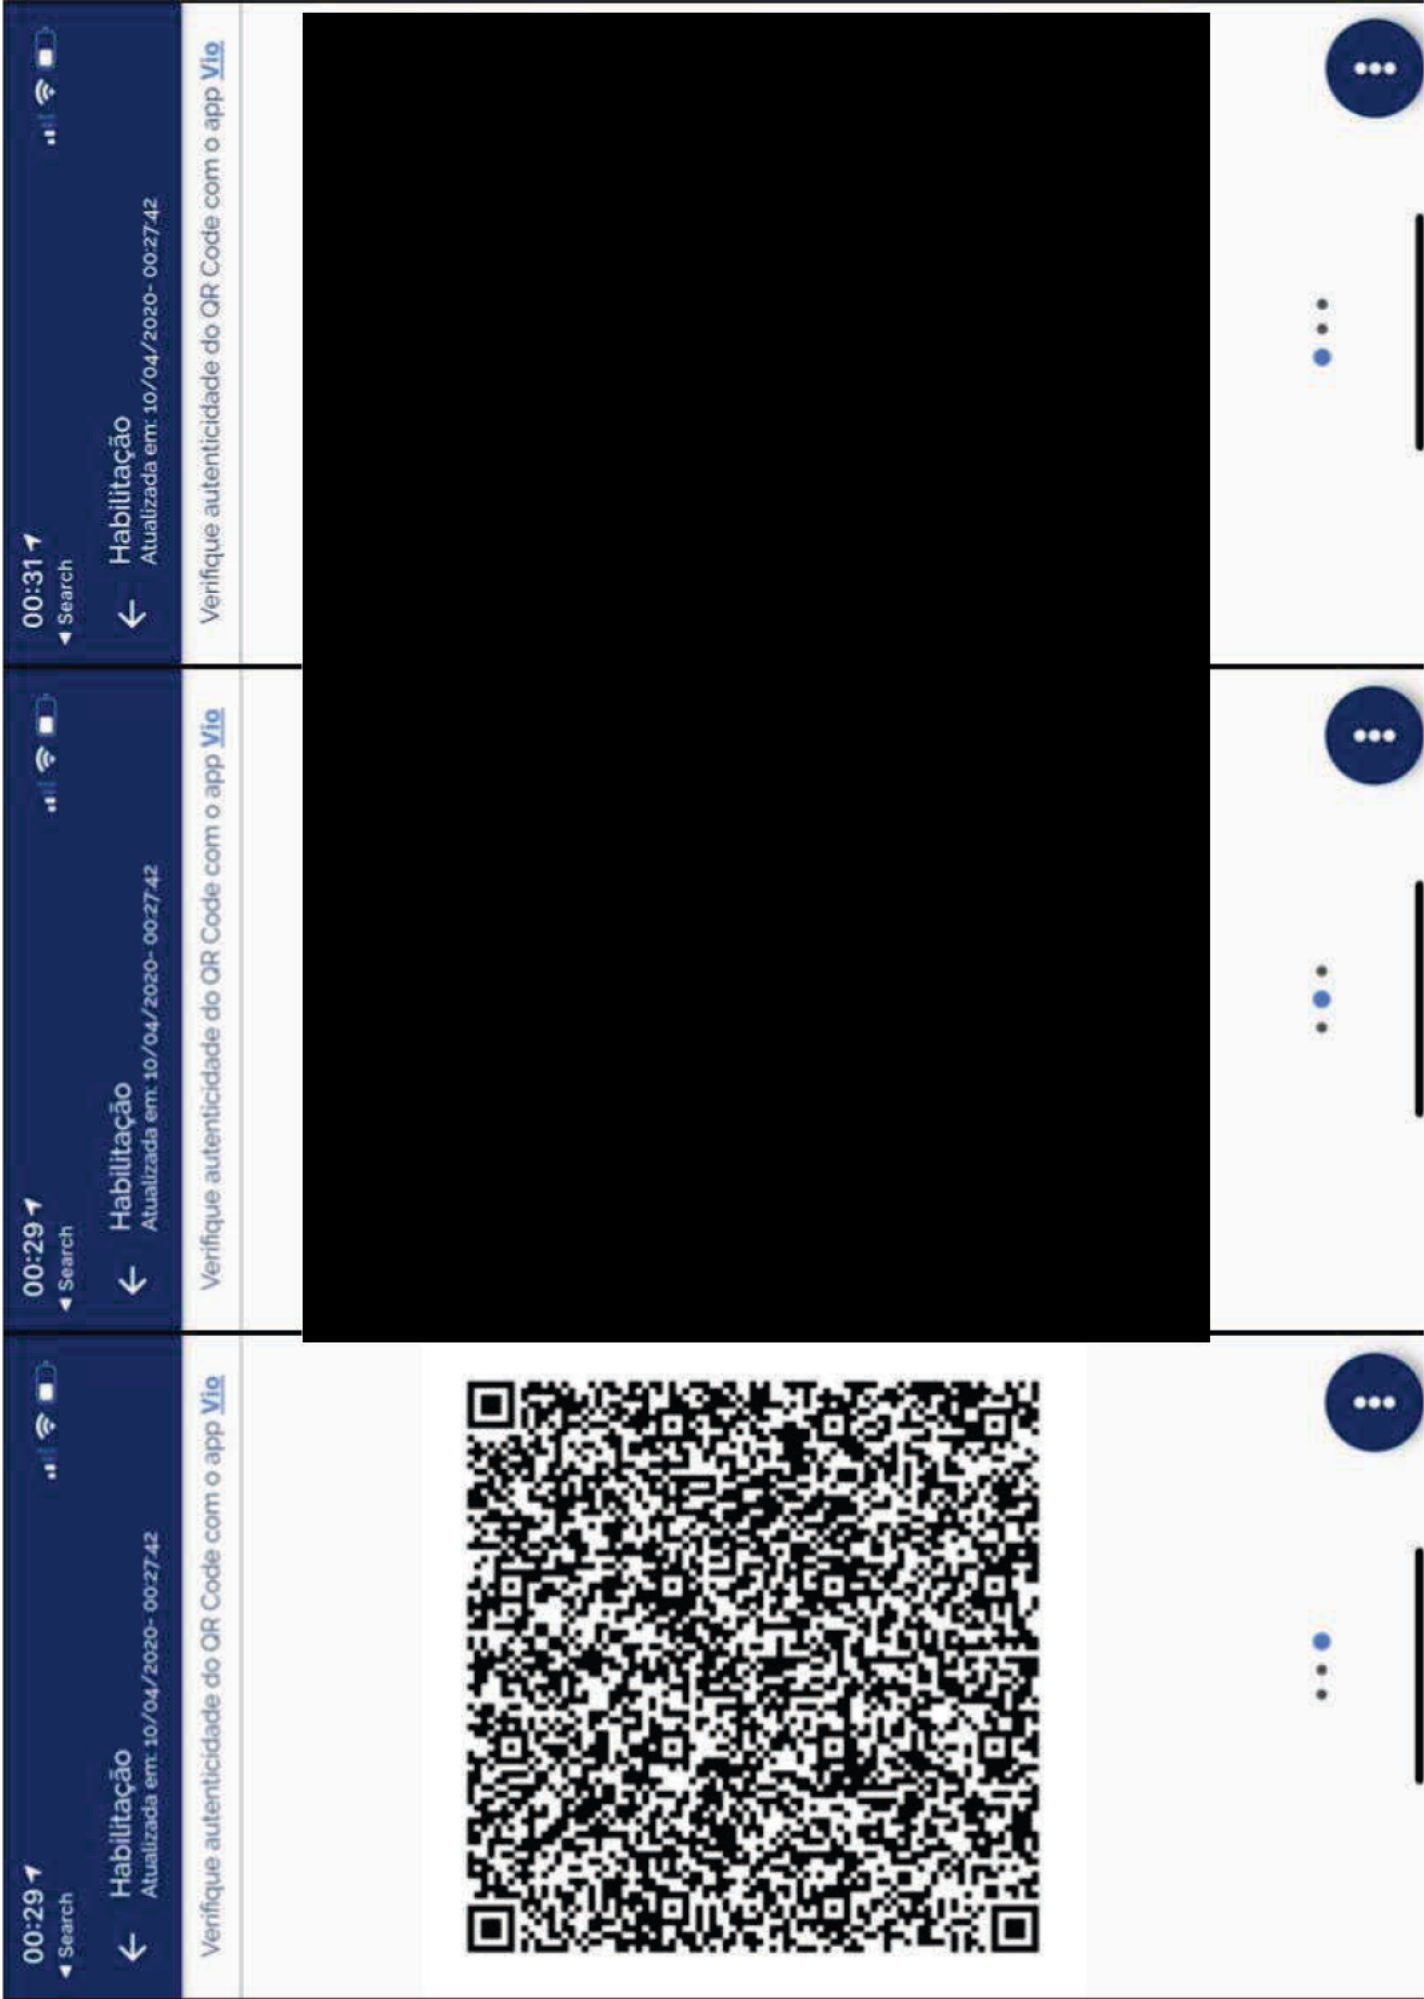 00:31
◀ Search
← Habilitação
Atualizada em: 10/04/2020- 00:27:42
Verifique autenticidade do QR Code com o app Vio
00:29
◀ Search
← Habilitação
Atualizada em: 10/04/2020- 00:27:42
Verifique autenticidade do QR Code com o app Vio
00:29
◀ Search
← Habilitação
Atualizada em: 10/04/2020- 00:27:42
Verifique autenticidade do QR Code com o app Vio